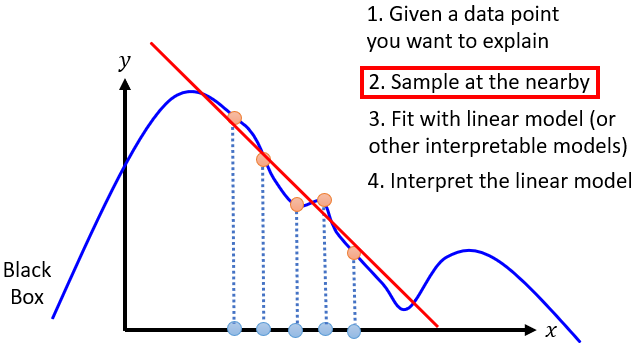 1. Given a data point
you want to explain
y
2. Sample at the nearby
3. Fit with linear model (or
other interpretable models)
4. Interpret the linear model
Black
Box
x